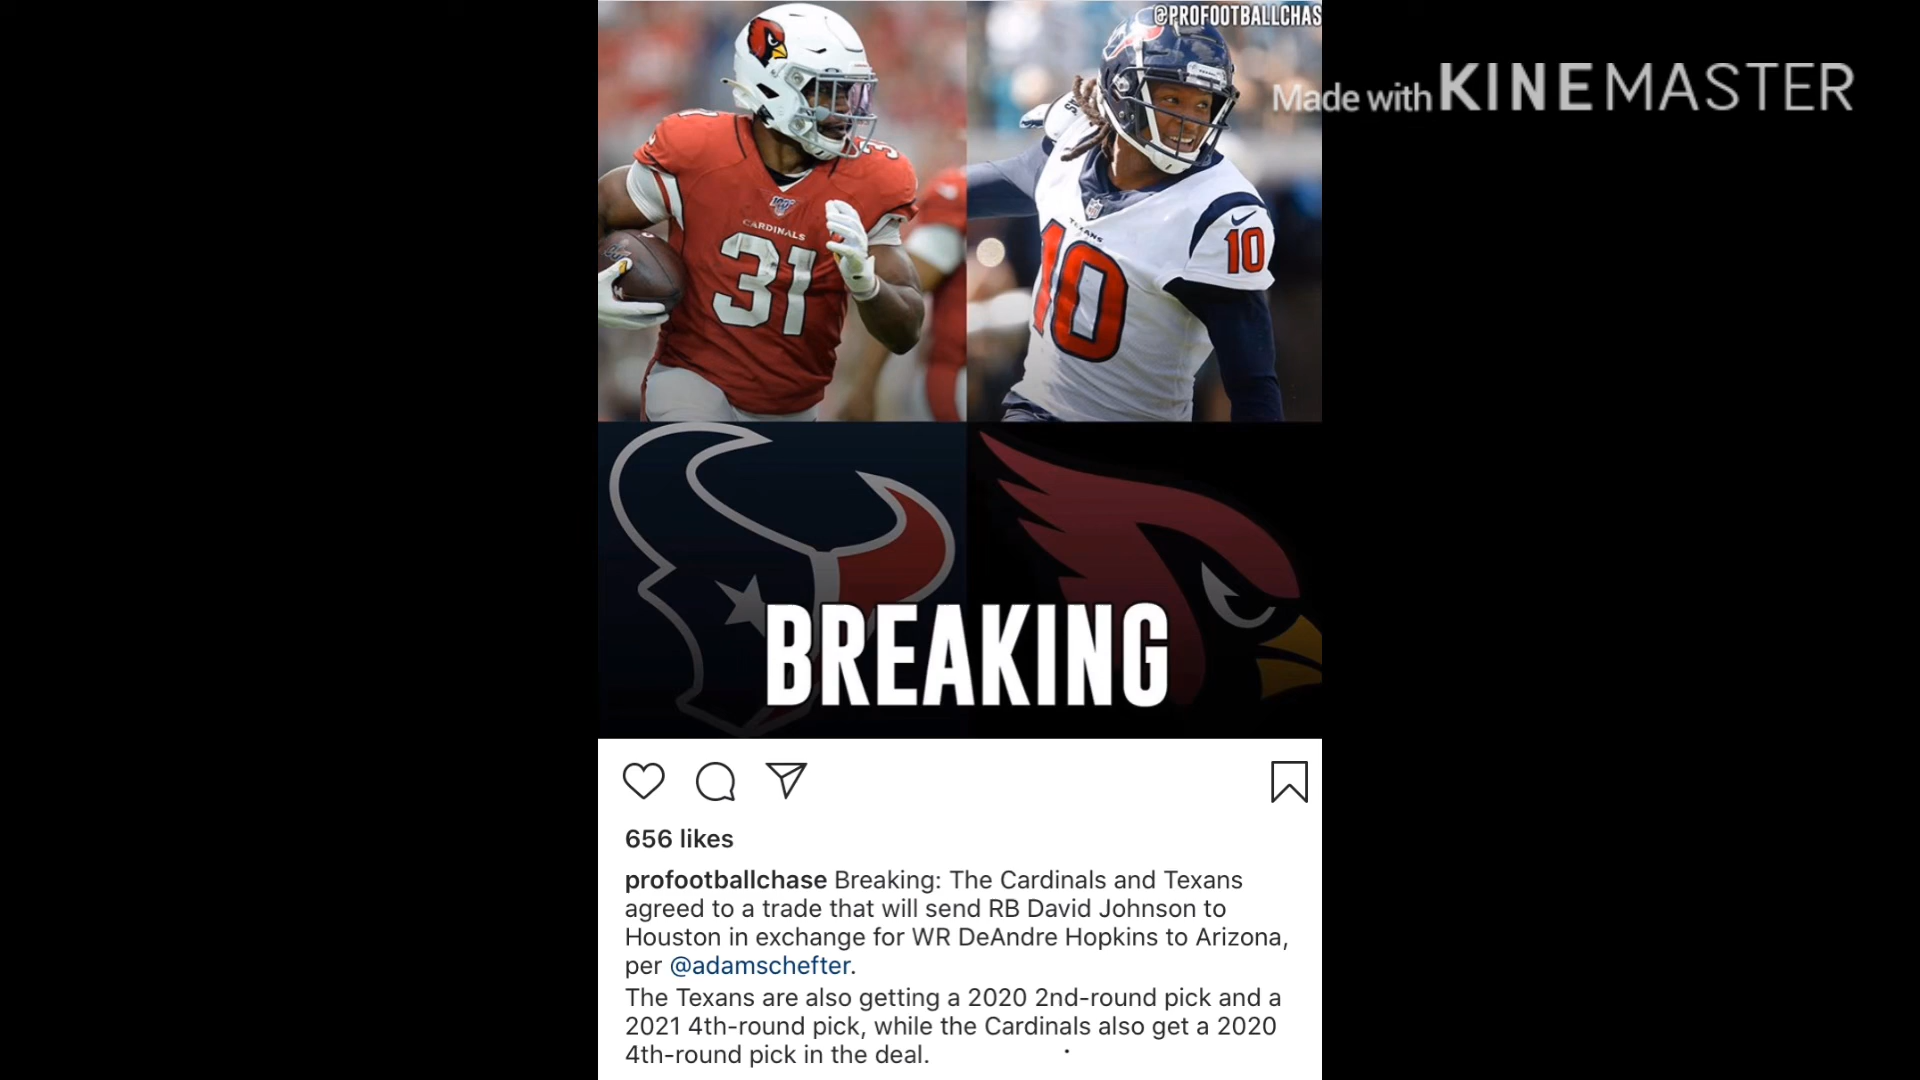 @PROFOOTBALLCHAS
Made with KINEMASTER
CARDINALS
31
10
10
BREAKING
656 likes
profootballchase Breaking: The Cardinals and Texans
agreed to a trade that will send RB David Johnson to
Houston in exchange for WR DeAndre Hopkins to Arizona,
per @adamschefter.
The Texans are also getting a 2020 2nd-round pick and a
2021 4th-round pick, while the Cardinals also get a 2020
4th-round pick in the deal.